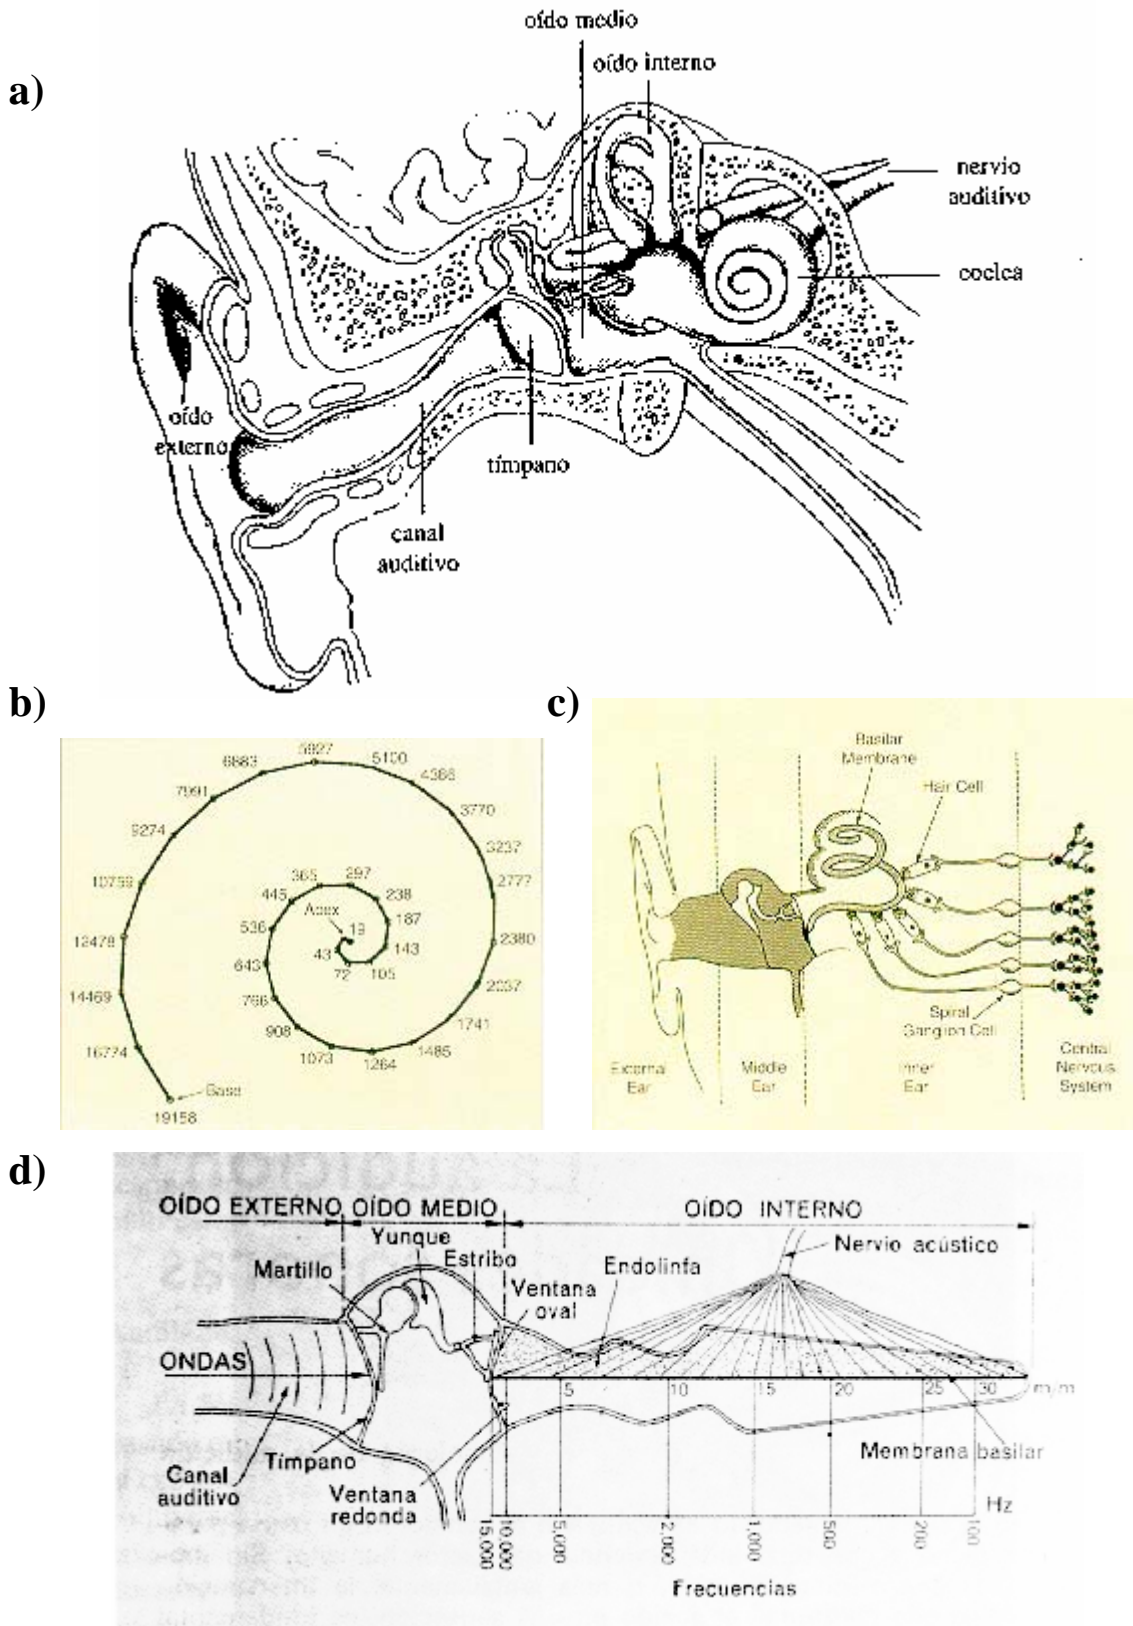 a)
oído medio
oído interno
nervio
auditivo
coclea
oído
externo
tímpano
canal
auditivo
b)
5927
6883
5100
7991
4386
9274
3770
3237
10759
2777
365
297
445
238
Apex
187
536
19
12478
2380
43
143
643
72
105
14469
766
2037
908
1741
16774
1073
1264
1485
Base
19158
c)
Basilar
Membrane
Hair Cell
Spiral
Ganglion Cell
External
Ear
Middle
Ear
Inner
Ear
Central
Nervous
System
d)
OÍDO EXTERNO
OÍDO MEDIO
OÍDO INTERNO
Yunque
Nervio acústico
Martillo
Estribo
Endolinfa
Ventana
oval
ONDAS
5
10
15
20
25
30
m/m
Tímpano
Membrana basilar
Canal
auditivo
Ventana
redonda
Hz
15.000
10.000
5.000
2.000
1.000
500
200
100
Frecuencias